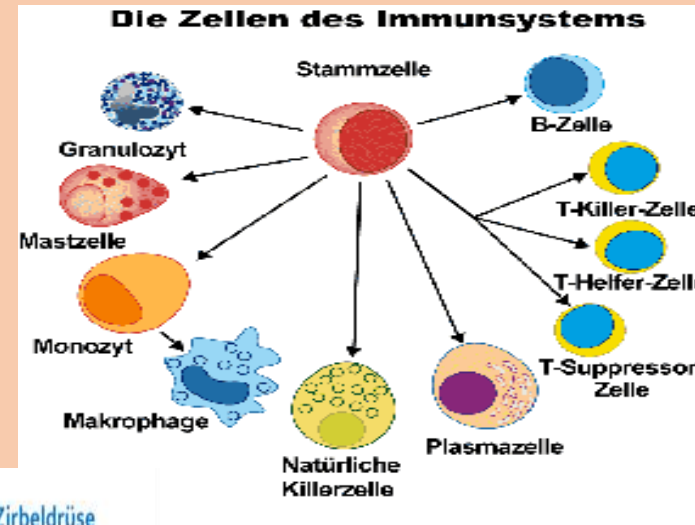 Die Zellen des Immunsystems
Stammzelle
B-Zelle
Granulozyt
T-Killer-Zelle
Mastzelle
T-Helfer-Zelle
Monozyt
T-Suppressor
Zelle
Makrophage
Plasmazelle
Natürliche
Killerzelle
Zirbeldrüse